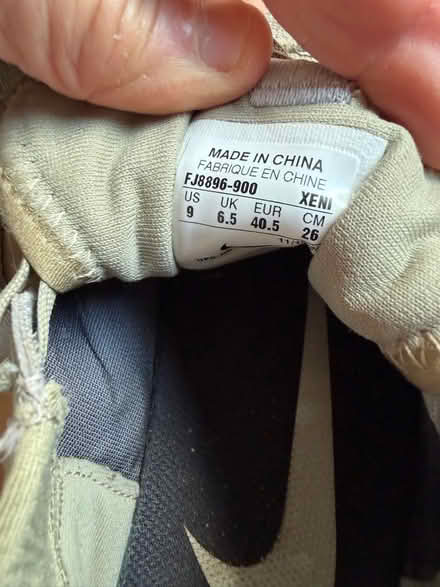 MADE IN CHINA
FABRIQUE EN CHINE
FJ8896-900 XENI
US UK EUR CM
9 6.5 40.5 26